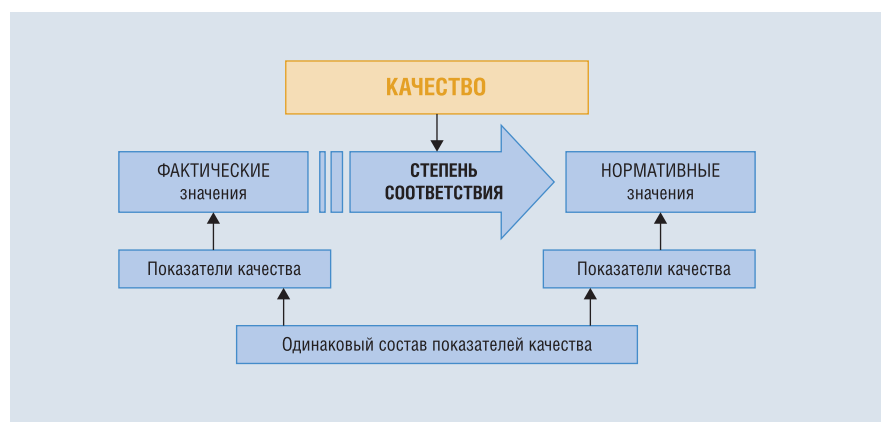 КАЧЕСТВО
ФАКТИЧЕСКИЕ
значения
СТЕПЕНЬ
СООТВЕТСТВИЯ
НОРМАТИВНЫЕ
значения
Показатели качества
Показатели качества
Одинаковый состав показателей качества